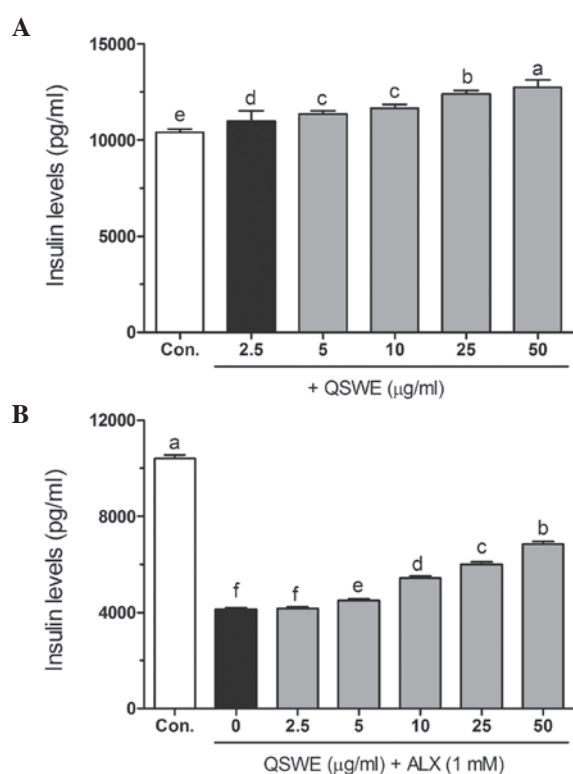 A
15000
10000
5000
0
Insulin levels (pg/ml)
e d c c b a
Con. 2.5 5 10 25 50
+ QSWE (μg/ml)
B
12000
8000
4000
0
Insulin levels (pg/ml)
a f f e d c b
Con. 0 2.5 5 10 25 50
QSWE (μg/ml) + ALX (1 mM)